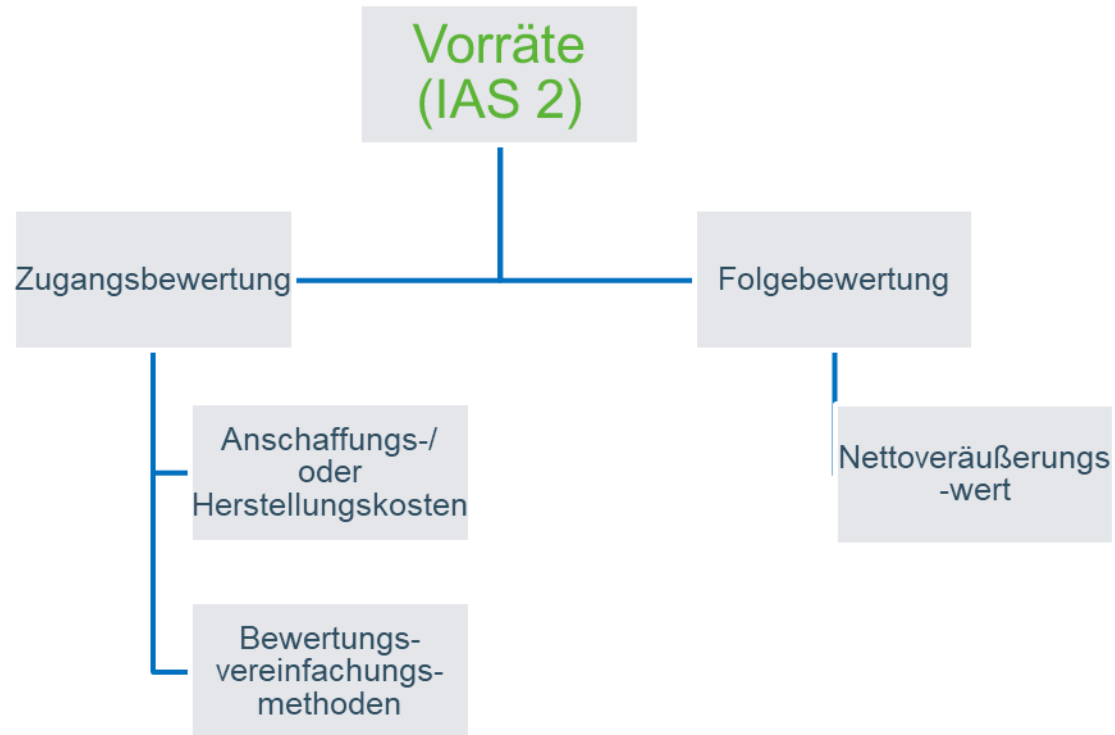 Vorräte
(IAS 2)
Zugangsbewertung
Folgebewertung
Anschaffungs-/
oder
Herstellungskosten
Nettoveräußerungs
-wert
Bewertungs-
vereinfachungs-
methoden